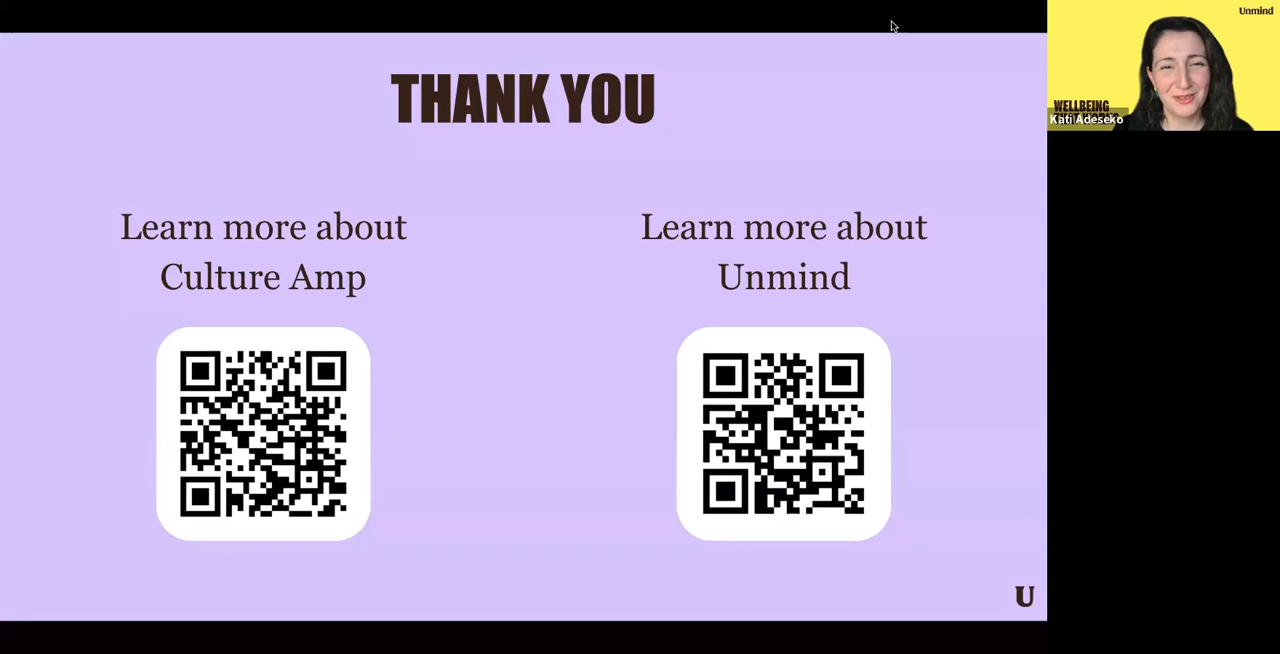 THANK YOU
Learn more about
Culture Amp
Learn more about
Unmind
U
Unmind
WELLBEING
Kati Adeseko